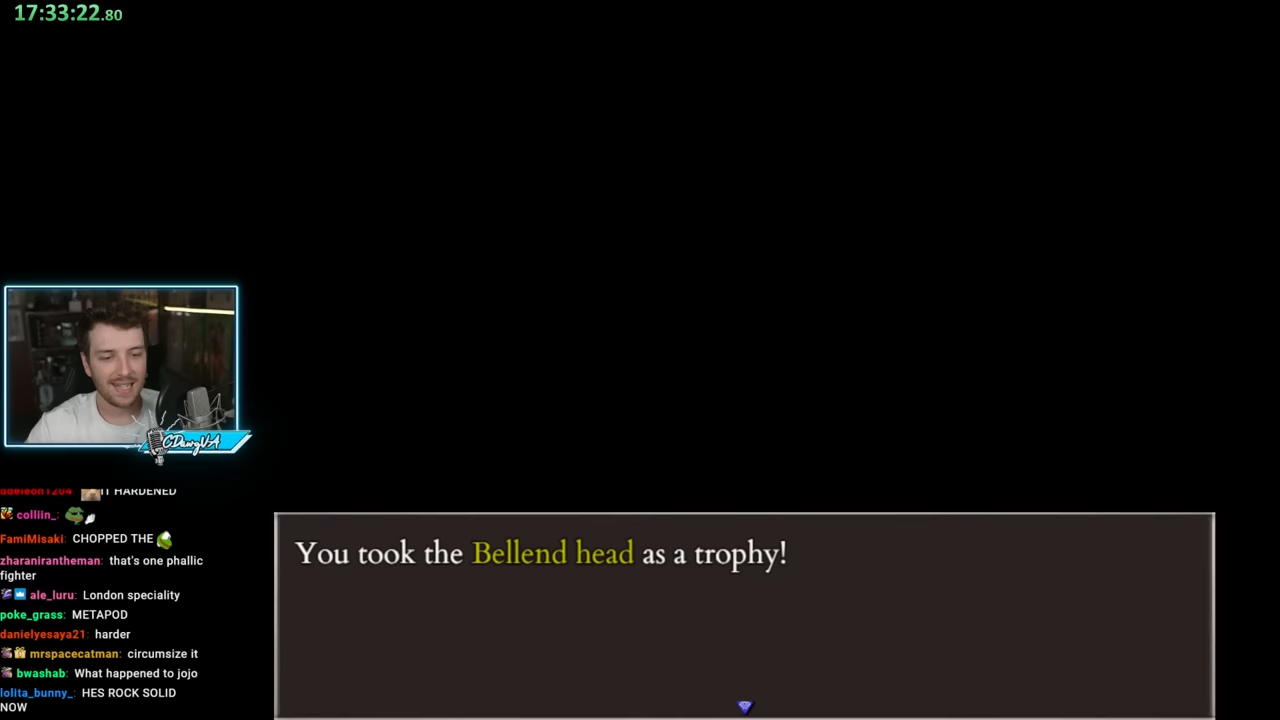 17:33:22.80
CDawgVA
IT HARDENED
colliin_:
FamiMisaki: CHOPPED THE
zharanirantheman: that's one phallic
fighter
ale_luru: London speciality
poke_grass: METAPOD
danielyesaya21: harder
mrspacecatman: circumsize it
bwashab: What happened to jojo
lolita_bunny_: HES ROCK SOLID
NOW
You took the Bellend head as a trophy!